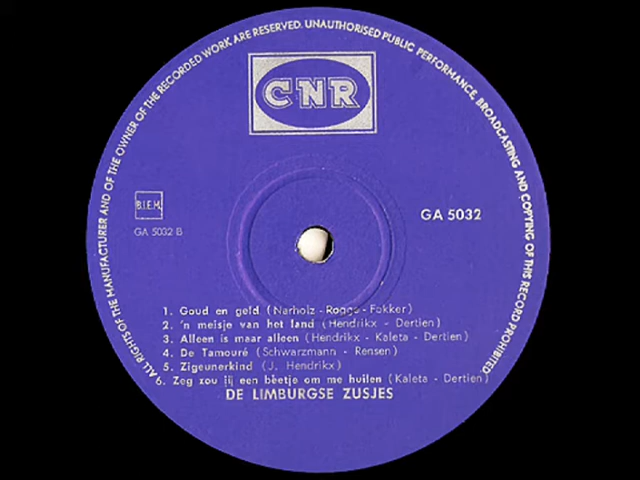 ALL RIGHTS OF THE MANUFACTURER AND OF THE OWNER OF THE RECORDED WORK ARE RESERVED. UNAUTHORISED PUBLIC PERFORMANCE, BROADCASTING AND COPYING OF THIS RECORD PROHIBITED.
CNR
B.I.E.M.
GA 5032 B
GA 5032
1. Goud en geld (Narholz - Rogge - Fokker)
2. 'n meisje van het land (Hendrikx - Dertien)
3. Alleen is maar alleen (Hendrikx - Kaleta - Dertien)
4. De Tamouré (Schwarzmann - Rensen)
5. Zigeunerkind (J. Hendrikx)
6. Zeg zou jij een beetje om me huilen (Kaleta - Dertien)
DE LIMBURGSE ZUSJES